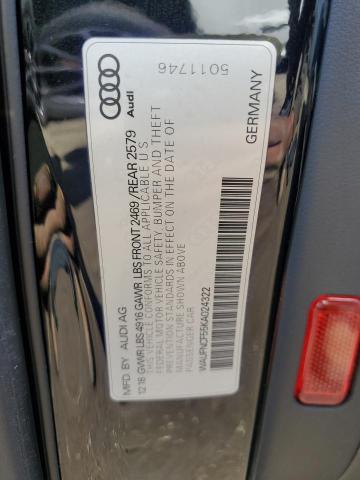 5011746
Audi
GERMANY
MFD. BY AUDI AG
12.18 GVWR LBS 4916 GAWR LBS FRONT 2469 / REAR 2579
THIS VEHICLE CONFORMS TO ALL APPLICABLE U S
FEDERAL MOTOR VEHICLE SAFETY, BUMPER AND THEFT
PREVENTION STANDARDS IN EFFECT ON THE DATE OF
MANUFACTURE SHOWN ABOVE
PASSENGER CAR
WAUPNCF55KA024322